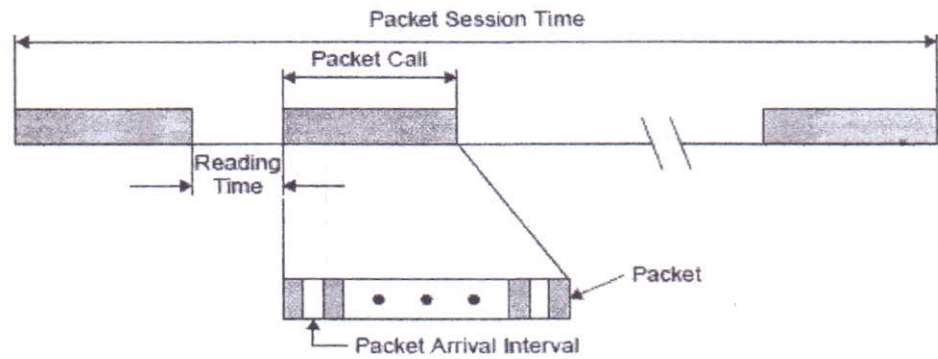 Packet Session Time
Packet Call
Reading
Time
Packet
Packet Arrival Interval